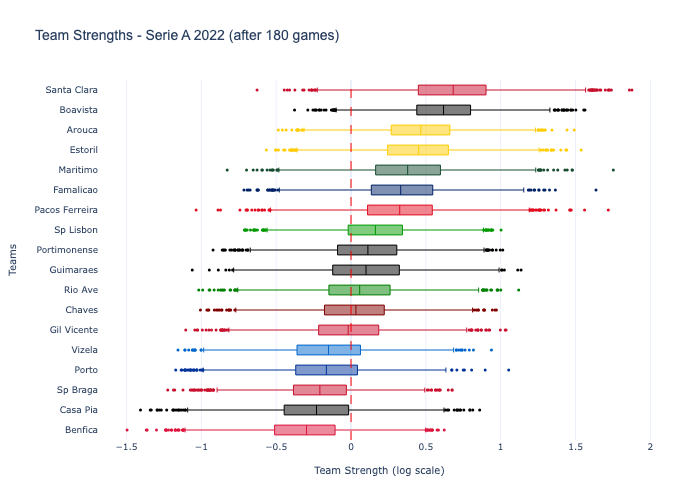 Team Strengths - Serie A 2022 (after 180 games)
Santa Clara
Boavista
Arouca
Estoril
Maritimo
Famalicao
Pacos Ferreira
Sp Lisbon
Portimonense
Guimaraes
Rio Ave
Chaves
Gil Vicente
Vizela
Porto
Sp Braga
Casa Pia
Benfica
Teams
−1.5 −1 −0.5 0 0.5 1 1.5 2
Team Strength (log scale)